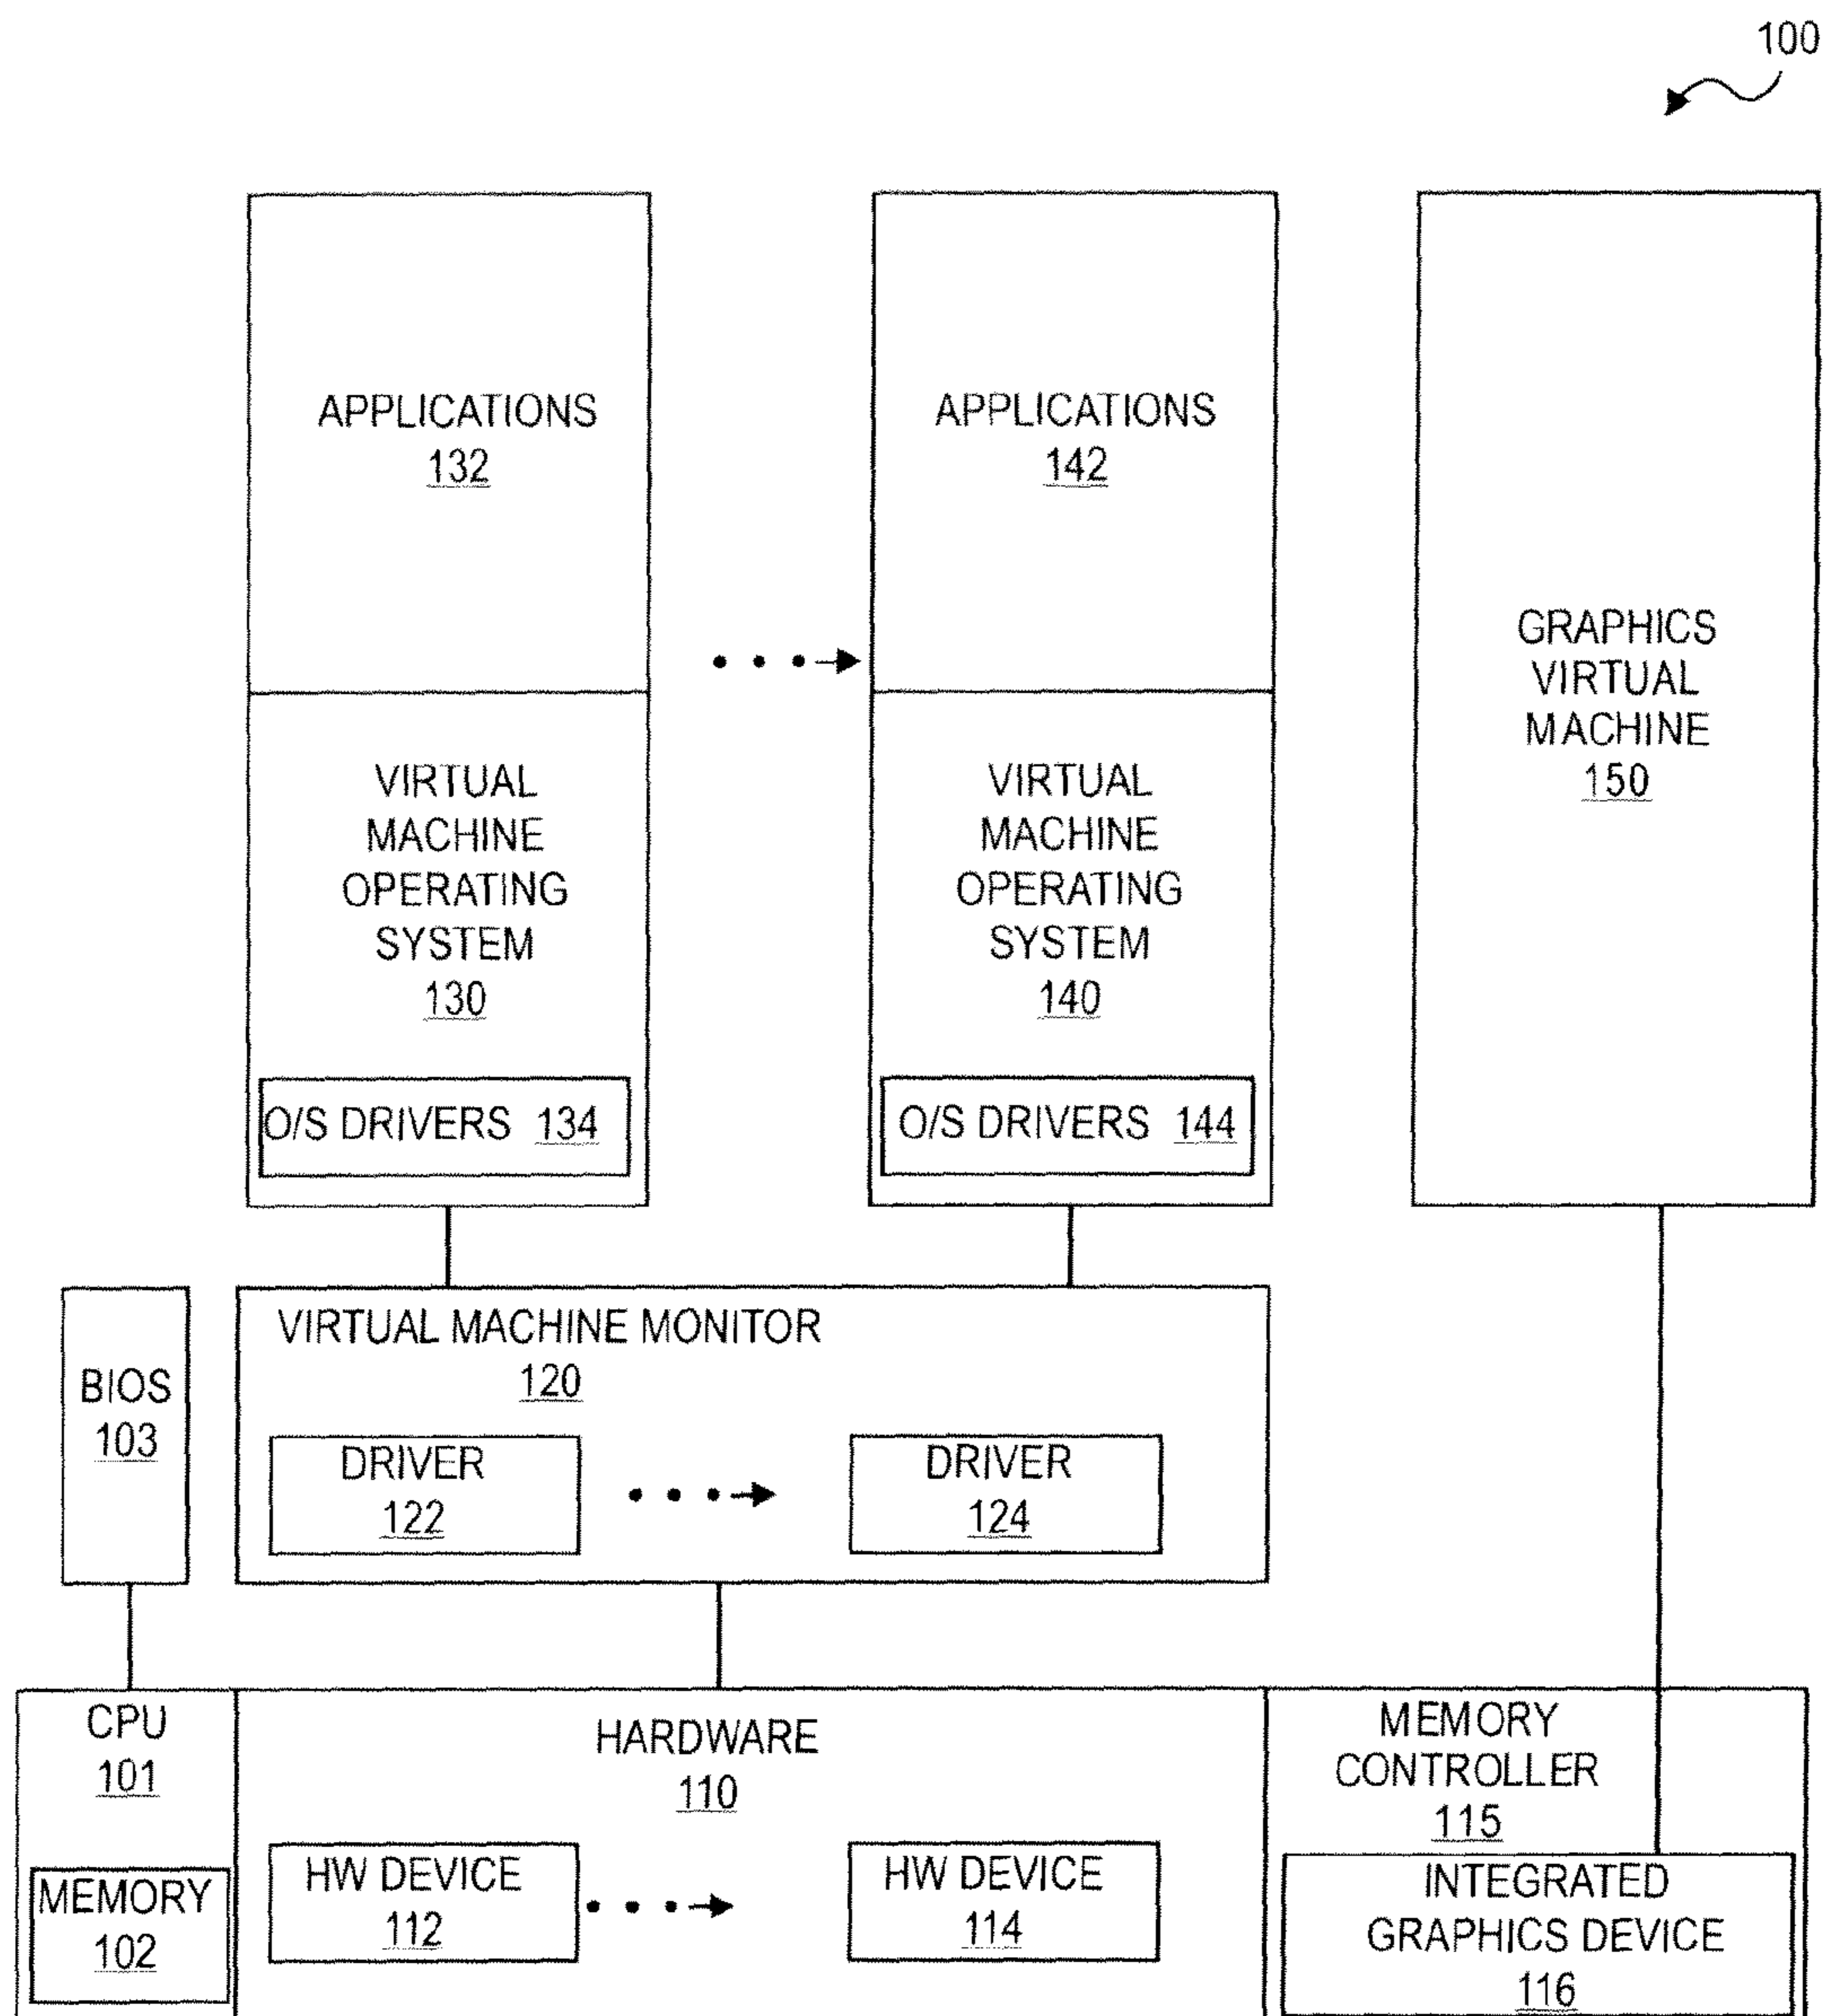 100
APPLICATIONS
132
APPLICATIONS
142
GRAPHICS
VIRTUAL
MACHINE
150
VIRTUAL
MACHINE
OPERATING
SYSTEM
130
O/S DRIVERS 134
VIRTUAL
MACHINE
OPERATING
SYSTEM
140
O/S DRIVERS 144
BIOS
103
VIRTUAL MACHINE MONITOR
120
DRIVER
122
DRIVER
124
CPU
101
MEMORY
102
HARDWARE
110
HW DEVICE
112
HW DEVICE
114
MEMORY
CONTROLLER
115
INTEGRATED
GRAPHICS DEVICE
116